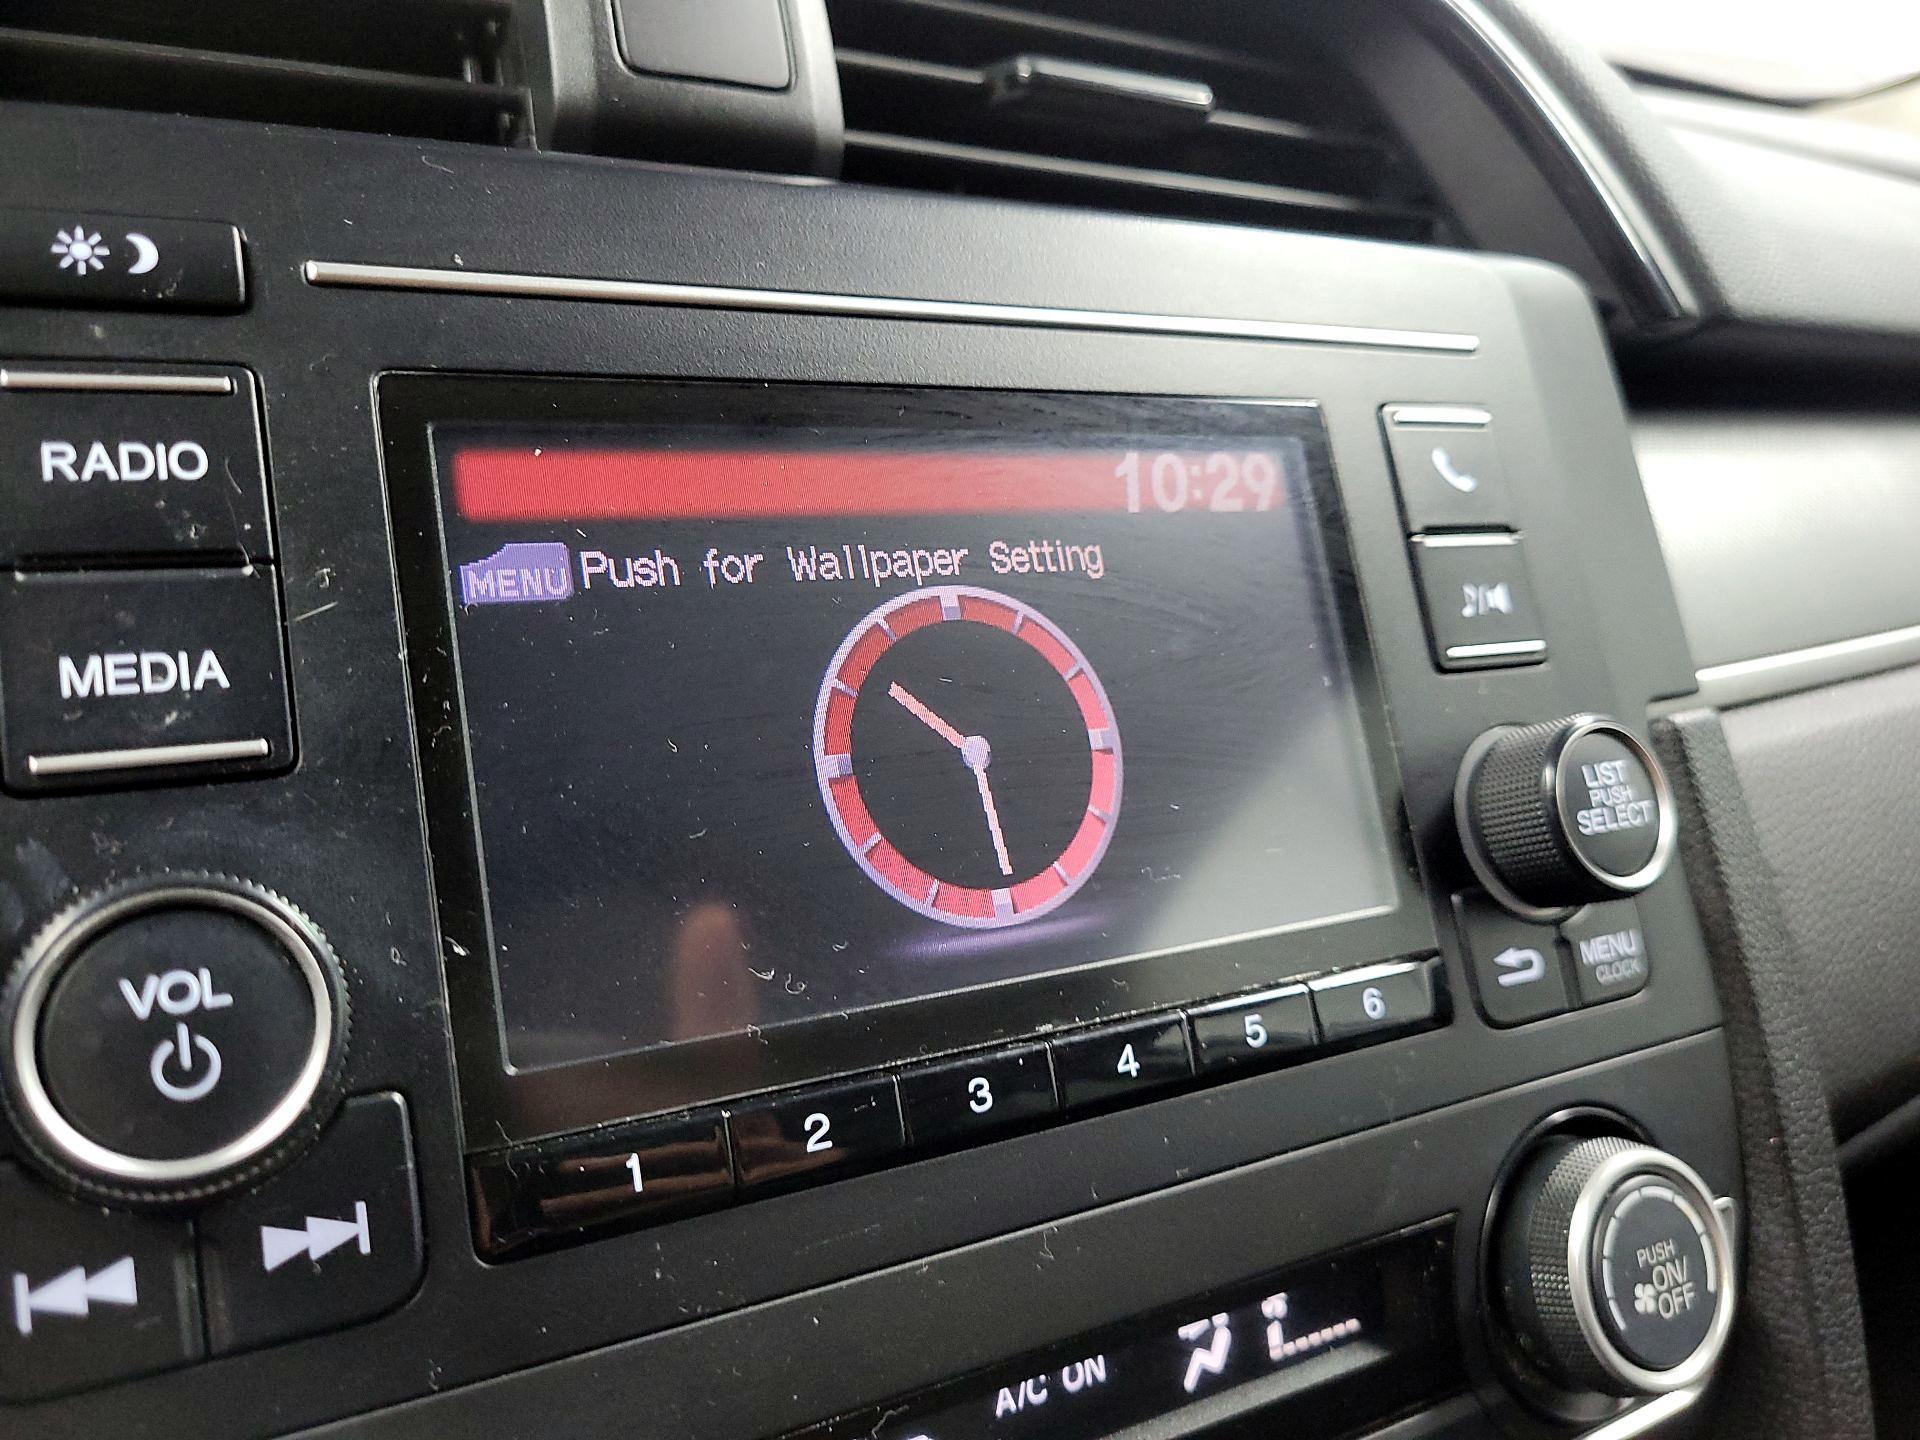 RADIO
MEDIA
VOL
10:29
MENU Push for Wallpaper Setting
1 2 3 4 5 6
LIST
PUSH
SELECT
MENU
CLOCK
PUSH
ON/
OFF
A/C ON